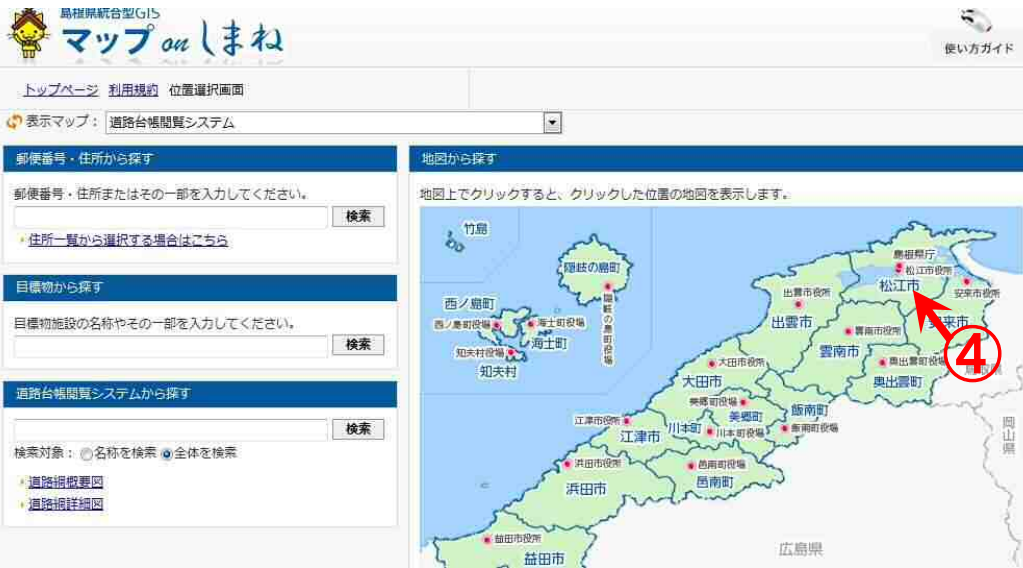 島根県統合型GIS
マップ on しまね
使い方ガイド
トップページ 利用規約 位置選択画面
表示マップ： 道路台帳閲覧システム
郵便番号・住所から探す
郵便番号・住所またはその一部を入力してください。
検索
住所一覧から選択する場合はこちら
目標物から探す
目標物施設の名称やその一部を入力してください。
検索
道路台帳閲覧システムから探す
検索
検索対象： 名称を検索 全体を検索
道路網概要図
道路網詳細図
地図から探す
地図上でクリックすると、クリックした位置の地図を表示します。
竹島
隠岐の島町
隠岐の島町役場
西ノ島町
西ノ島町役場
海士町役場
海士町
知夫村役場
知夫村
島根県庁
松江市役所
松江市
安来市役所
安来市
出雲市役所
出雲市
雲南市役所
雲南市
奥出雲町役場
奥出雲町
④
鳥取県
大田市役所
大田市
美郷町役場
美郷町
飯南町
飯南町役場
川本町
川本町役場
江津市役所
江津市
浜田市役所
浜田市
邑南町役場
邑南町
岡山県
広島県
益田市役所
益田市